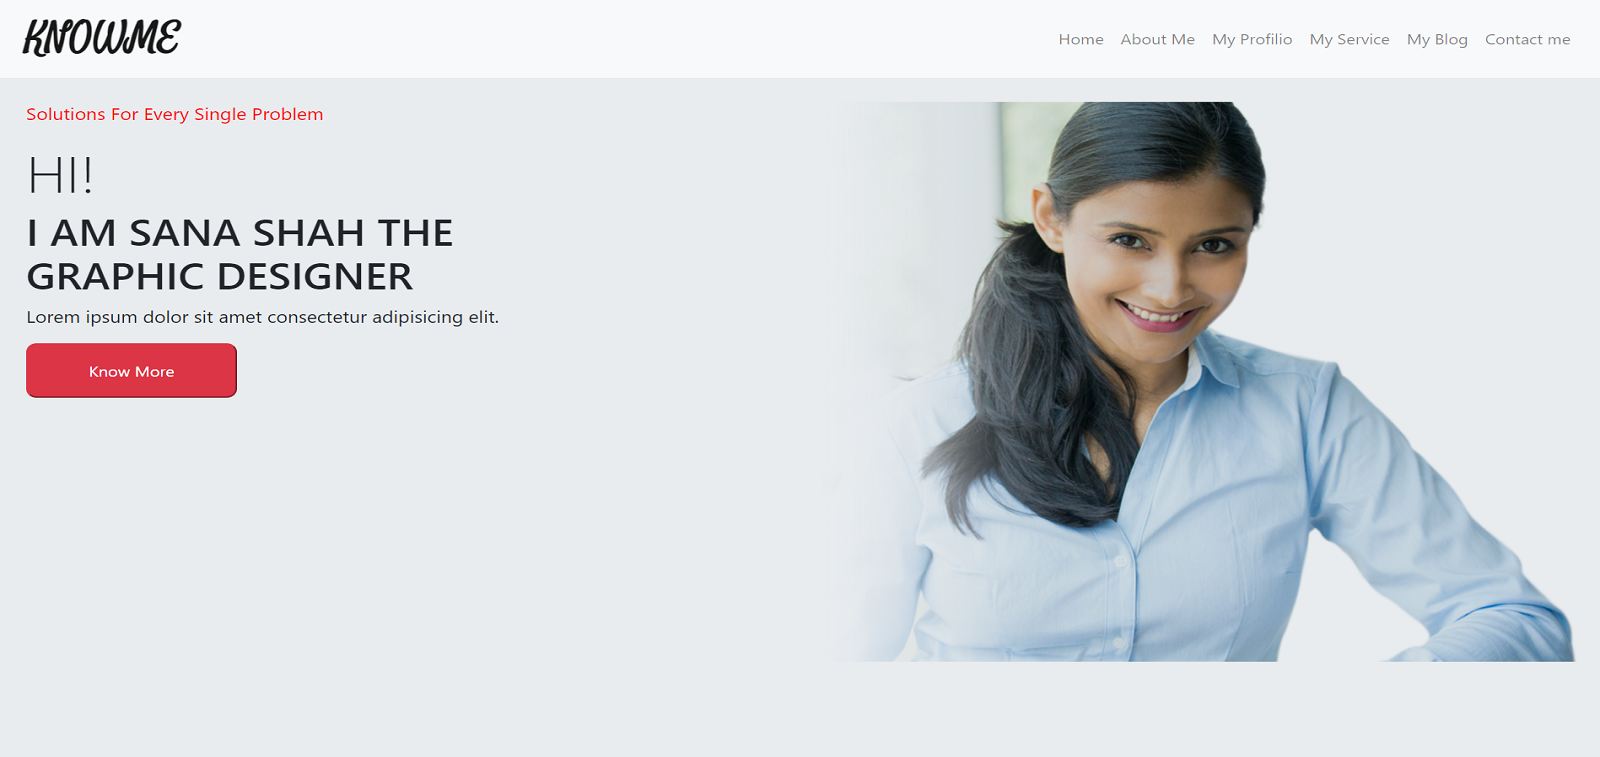 KNOWME
Home About Me My Profilio My Service My Blog Contact me
Solutions For Every Single Problem
HI!
I AM SANA SHAH THE
GRAPHIC DESIGNER
Lorem ipsum dolor sit amet consectetur adipisicing elit.
Know More